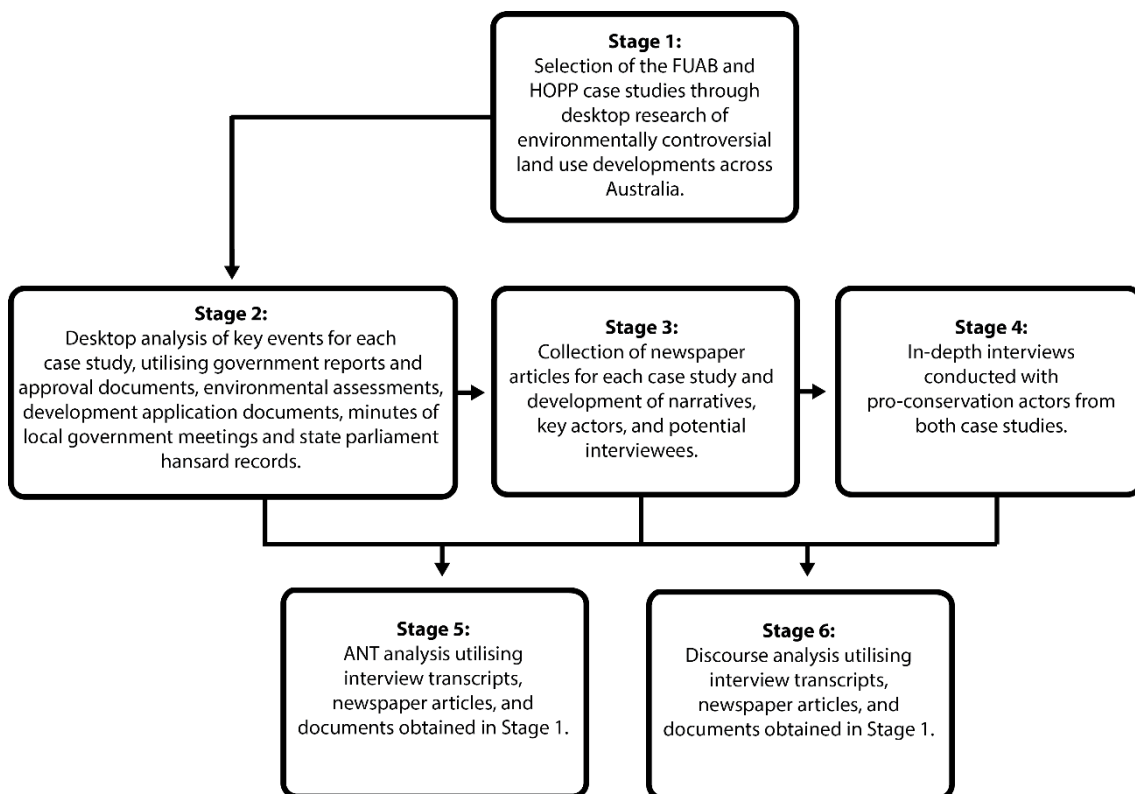 Stage 1:
Selection of the FUAB and
HOPP case studies through
desktop research of
environmentally controversial
land use developments across
Australia.
Stage 2:
Desktop analysis of key events for each
case study, utilising government reports and
approval documents, environmental assessments,
development application documents, minutes of
local government meetings and state parliament
hansard records.
Stage 3:
Collection of newspaper
articles for each case study and
development of narratives,
key actors, and potential
interviewees.
Stage 4:
In-depth interviews
conducted with
pro-conservation actors from
both case studies.
Stage 5:
ANT analysis utilising
interview transcripts,
newspaper articles, and
documents obtained in Stage 1.
Stage 6:
Discourse analysis utilising
interview transcripts,
newspaper articles, and
documents obtained in Stage 1.